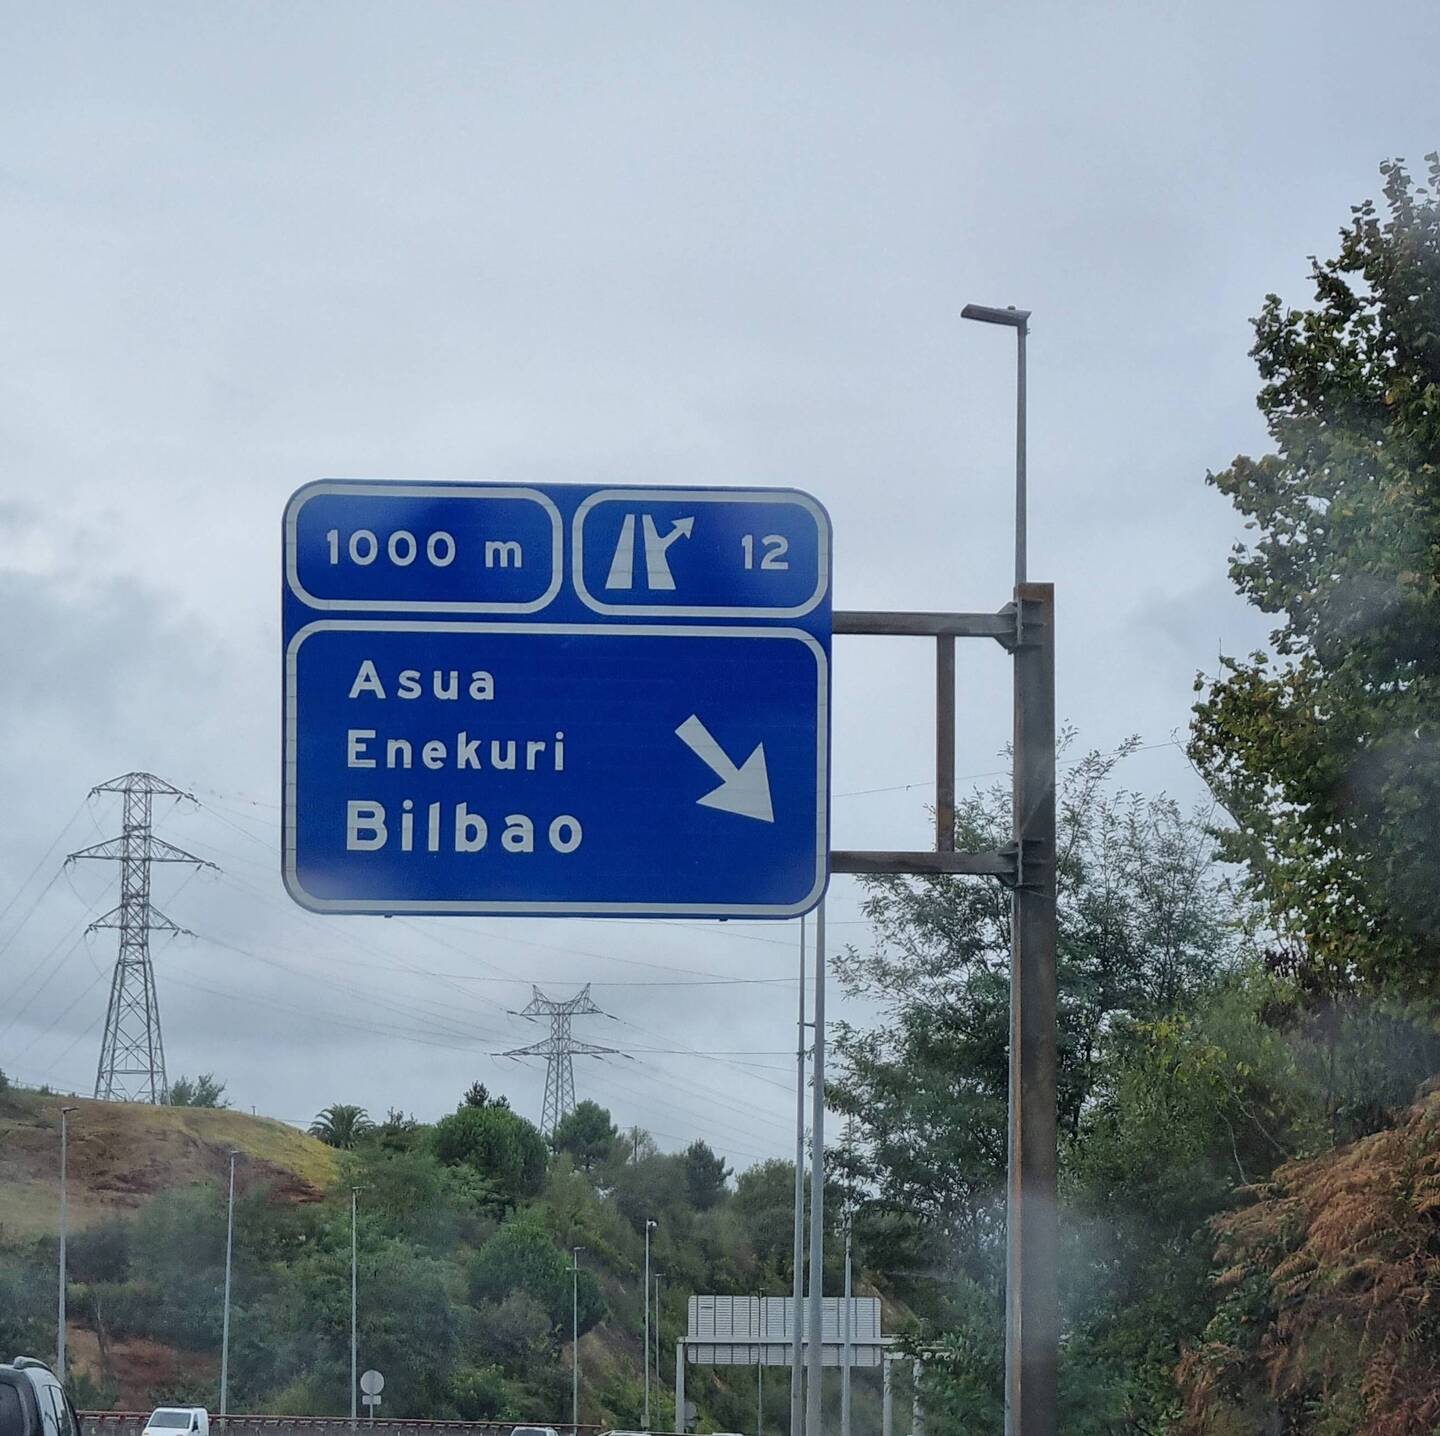 1000 m 12
Asua
Enekuri
Bilbao